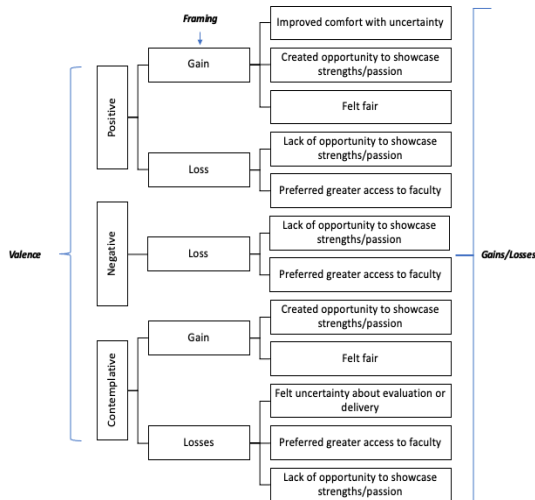 Framing
Improved comfort with uncertainty
Gain
Created opportunity to showcase
strengths/passion
Felt fair
Positive
Lack of opportunity to showcase
strengths/passion
Loss
Preferred greater access to faculty
Negative
Lack of opportunity to showcase
strengths/passion
Valence
Loss
Gains/Losses
Preferred greater access to faculty
Created opportunity to showcase
strengths/passion
Gain
Felt fair
Contemplative
Felt uncertainty about evaluation or
delivery
Losses
Preferred greater access to faculty
Lack of opportunity to showcase
strengths/passion